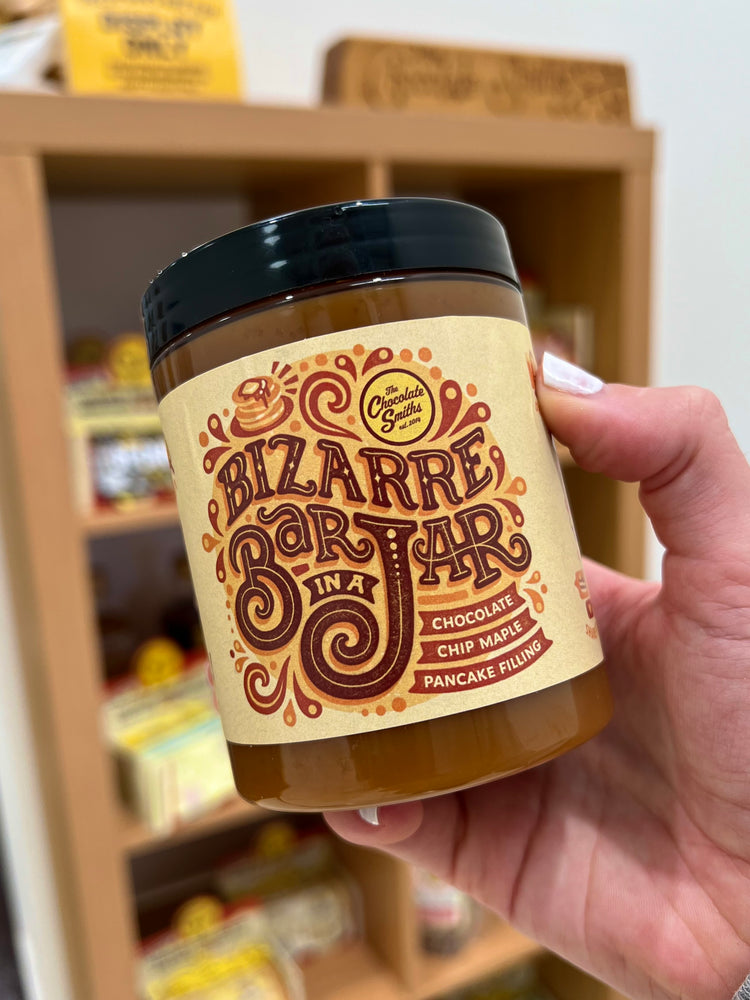 The
Chocolate
Smiths
est. 2014
BIZARRE
BAR
IN A
JAR
CHOCOLATE
CHIP MAPLE
PANCAKE FILLING